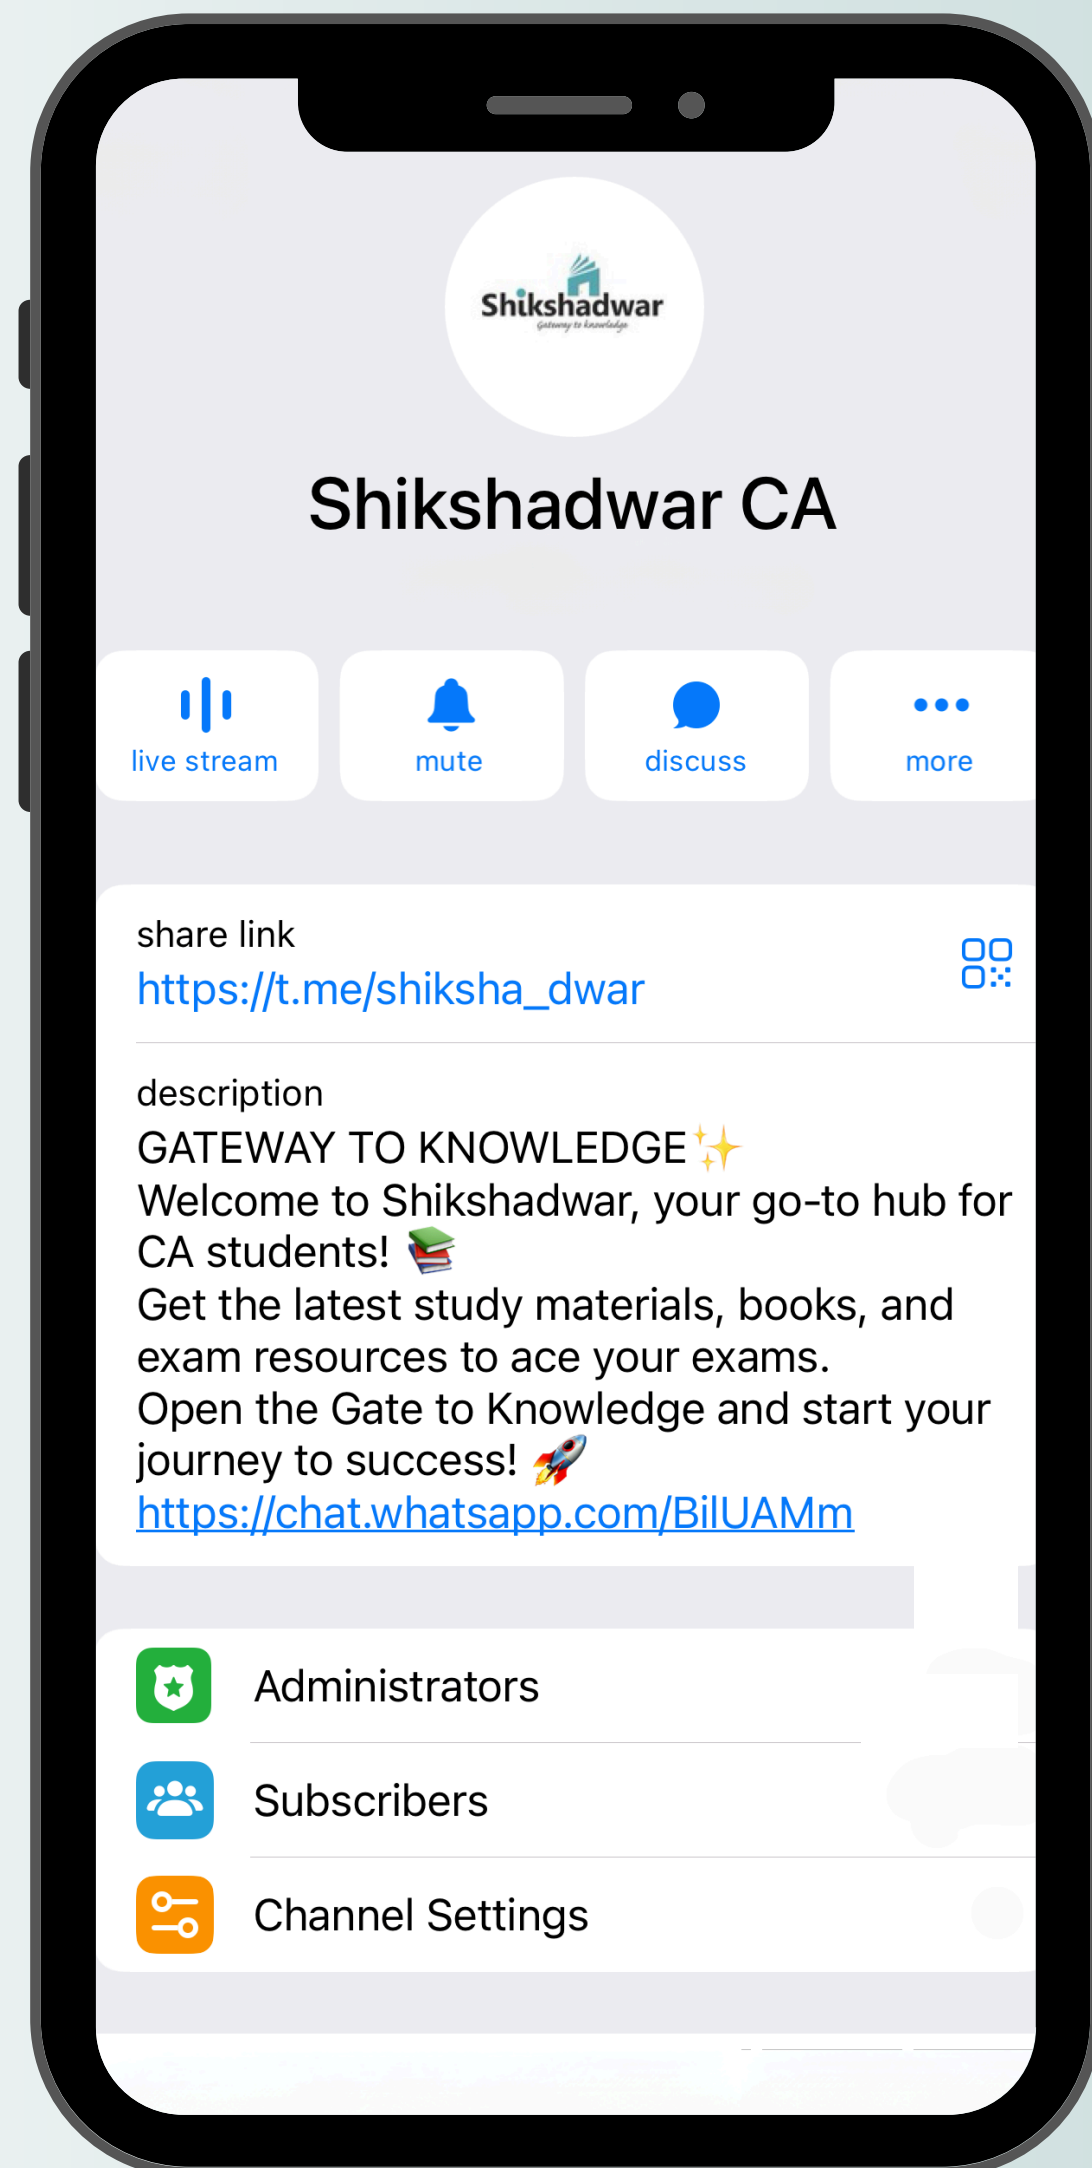 Shikshadwar
Gateway to knowledge
Shikshadwar CA
live stream
mute
discuss
more
share link
https://t.me/shiksha_dwar
description
GATEWAY TO KNOWLEDGE✨
Welcome to Shikshadwar, your go-to hub for
CA students! 📚
Get the latest study materials, books, and
exam resources to ace your exams.
Open the Gate to Knowledge and start your
journey to success! 🚀
https://chat.whatsapp.com/BilUAMm
Administrators
Subscribers
Channel Settings